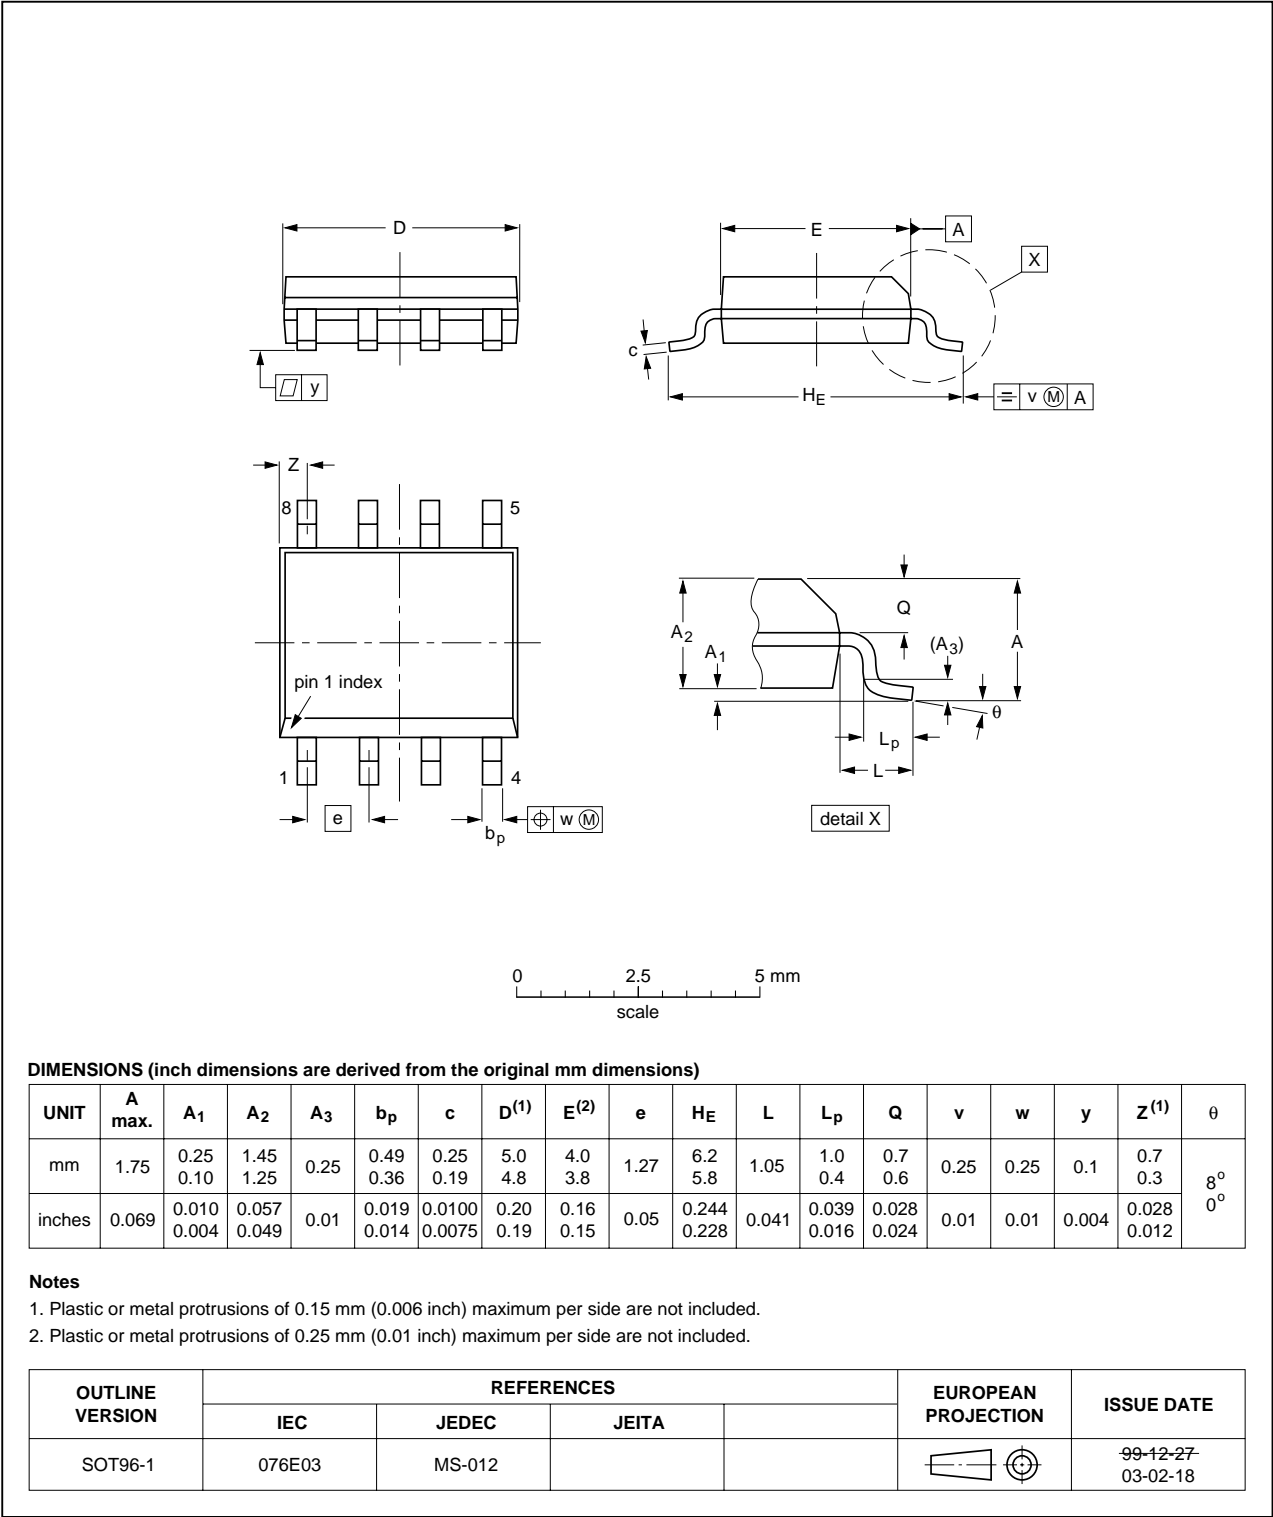 D
E
A
X
c
y
HE
v M A
Z
8
5
pin 1 index
1
4
e
bp
w M
A2
A1
Q
(A3)
A
θ
Lp
L
detail X
0 2.5 5 mm
scale
DIMENSIONS (inch dimensions are derived from the original mm dimensions)
UNIT A max. A1 A2 A3 bp c D(1) E(2) e HE L Lp Q v w y Z(1) θ
mm 1.75 0.25 0.10 1.45 1.25 0.25 0.49 0.36 0.25 0.19 5.0 4.8 4.0 3.8 1.27 6.2 5.8 1.05 1.0 0.4 0.7 0.6 0.25 0.25 0.1 0.7 0.3 8o 0o
inches 0.069 0.010 0.004 0.057 0.049 0.01 0.019 0.014 0.0100 0.0075 0.20 0.19 0.16 0.15 0.05 0.244 0.228 0.041 0.039 0.016 0.028 0.024 0.01 0.01 0.004 0.028 0.012
Notes
1. Plastic or metal protrusions of 0.15 mm (0.006 inch) maximum per side are not included.
2. Plastic or metal protrusions of 0.25 mm (0.01 inch) maximum per side are not included.
OUTLINE VERSION REFERENCES EUROPEAN PROJECTION ISSUE DATE
IEC JEDEC JEITA
SOT96-1 076E03 MS-012 99-12-27
03-02-18